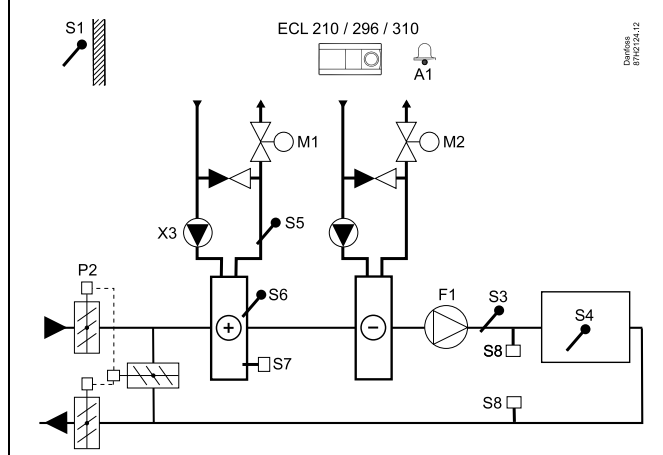 S1
ECL 210 / 296 / 310
Danfoss
87H2124.12
A1
M1
M2
X3
S5
P2
S6
F1
S3
S4
+
−
S7
S8
S8